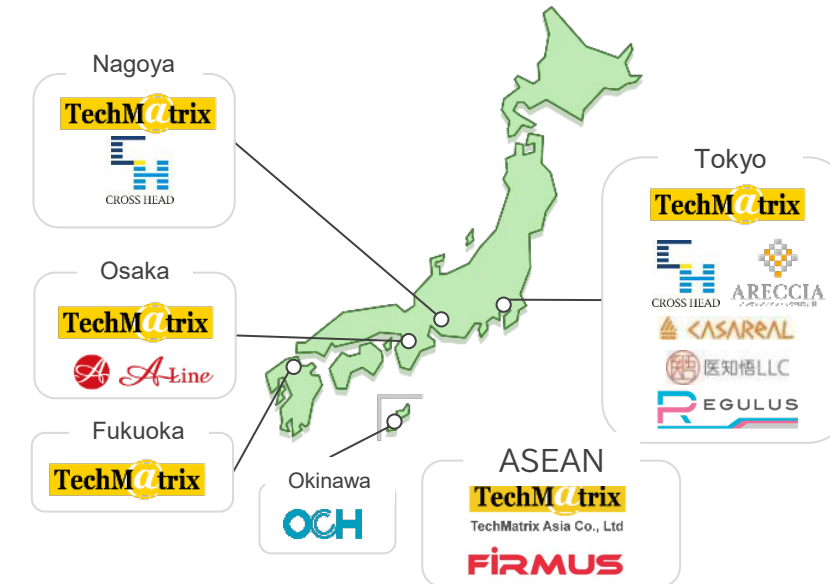 Nagoya
TechMatrix
CROSS HEAD
Osaka
TechMatrix
A-LINE
Fukuoka
TechMatrix
Okinawa
OCH
ASEAN
TechMatrix
TechMatrix Asia Co., Ltd
FIRMUS
Tokyo
TechMatrix
CROSS HEAD
ARECCIA
CASAREAL
医知悟LLC
REGULUS